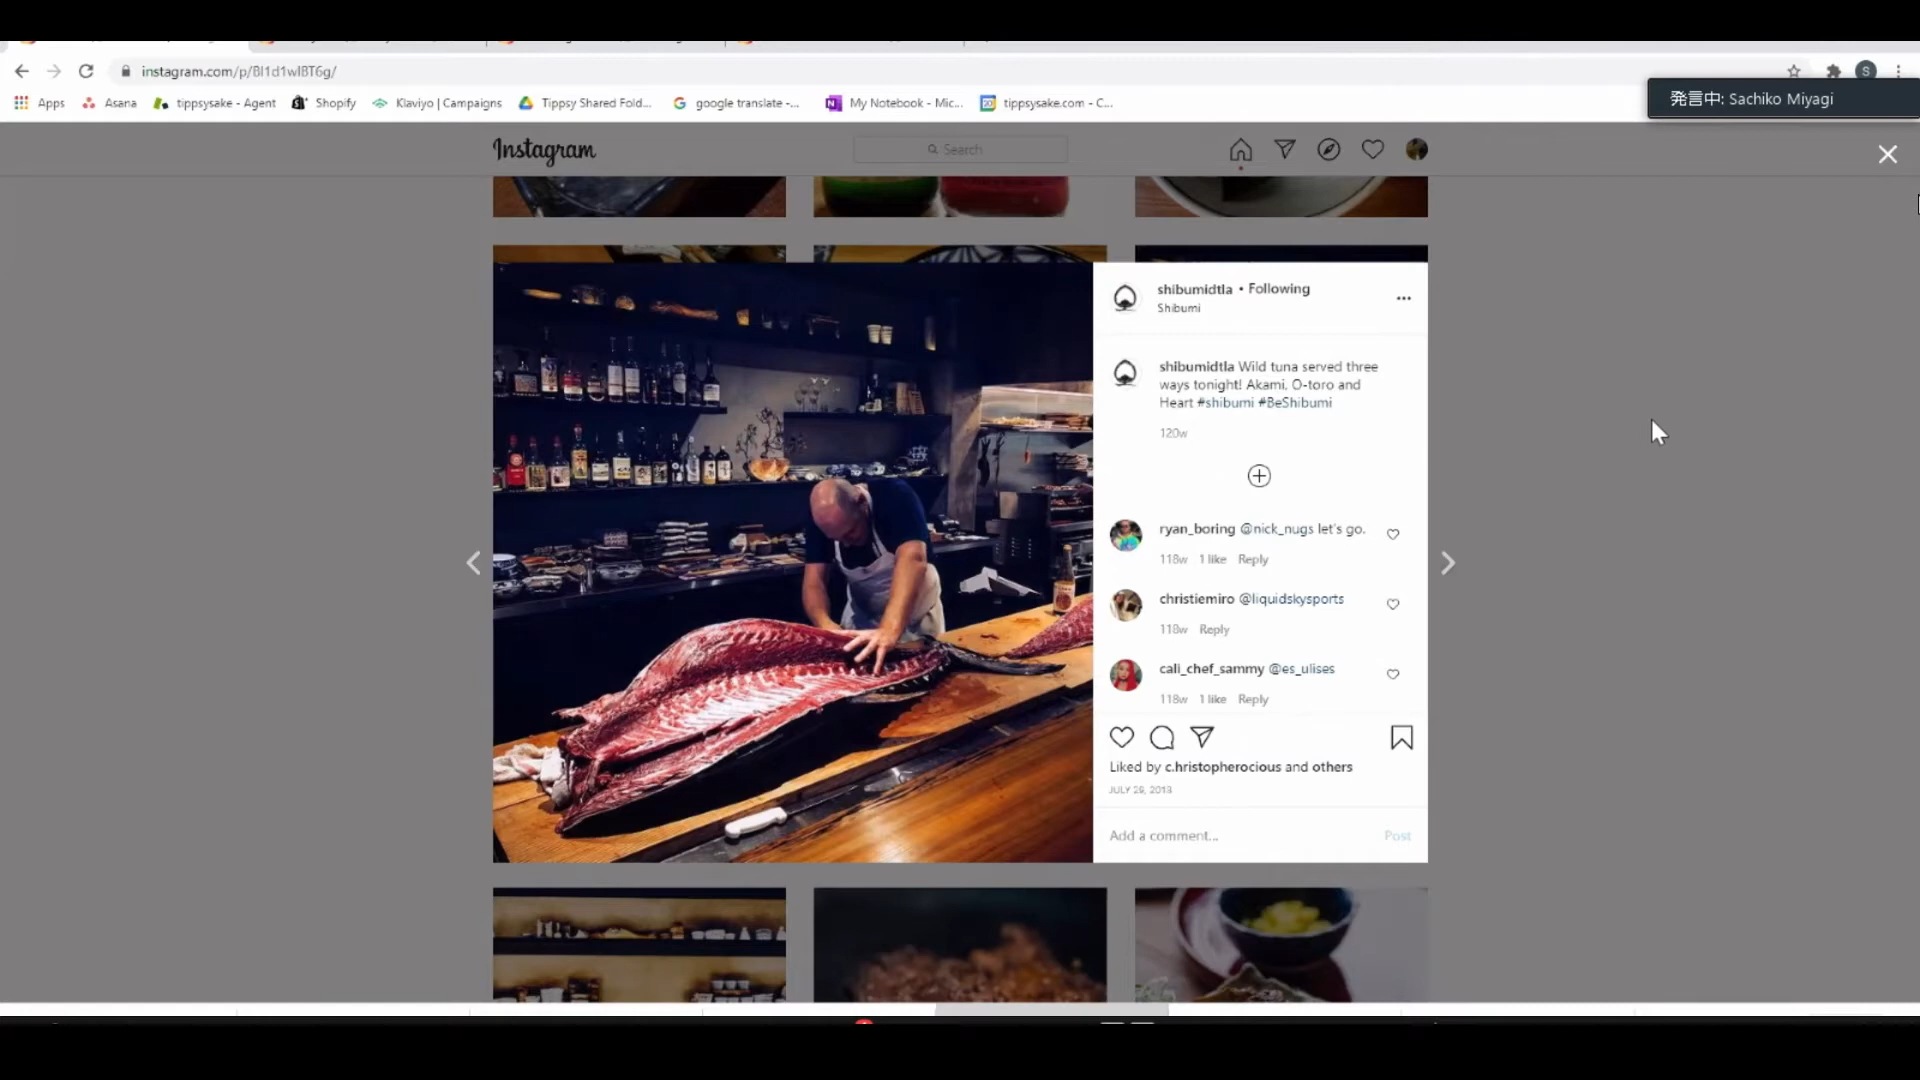 instagram.com/p/Bl1d1wlBT6g/
S
Apps
Asana
tippsysake - Agent
Shopify
Klaviyo | Campaigns
Tippsy Shared Fold...
google translate -...
My Notebook - Mic...
tippsysake.com - C...
発言中: Sachiko Miyagi
Instagram
Search
shibumidtla • Following
Shibumi
shibumidtla Wild tuna served three
ways tonight! Akami, O-toro and
Heart #shibumi #BeShibumi
120w
ryan_boring @nick_nugs let's go.
118w 1 like Reply
christiemiro @liquidskysports
118w Reply
cali_chef_sammy @es_ulises
118w 1 like Reply
Liked by c.hristopherocious and others
JULY 29, 2018
Add a comment...
Post